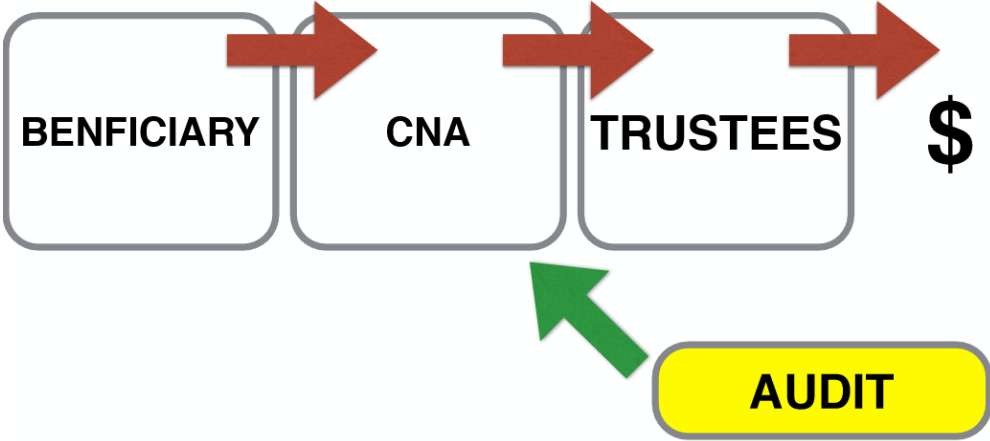 BENFICIARY
CNA
TRUSTEES
$
AUDIT